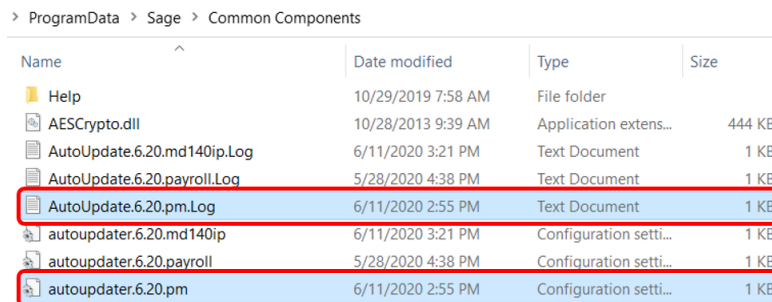 > ProgramData > Sage > Common Components
Name Date modified Type Size
Help 10/29/2019 7:58 AM File folder
AESCrypto.dll 10/28/2013 9:39 AM Application extens... 444 KB
AutoUpdate.6.20.md140ip.Log 6/11/2020 3:21 PM Text Document 1 KB
AutoUpdate.6.20.payroll.Log 5/28/2020 4:38 PM Text Document 1 KB
AutoUpdate.6.20.pm.Log 6/11/2020 2:55 PM Text Document 1 KB
autoupdater.6.20.md140ip 6/11/2020 3:21 PM Configuration setti... 1 KB
autoupdater.6.20.payroll 5/28/2020 4:38 PM Configuration setti... 1 KB
autoupdater.6.20.pm 6/11/2020 2:55 PM Configuration setti... 1 KB